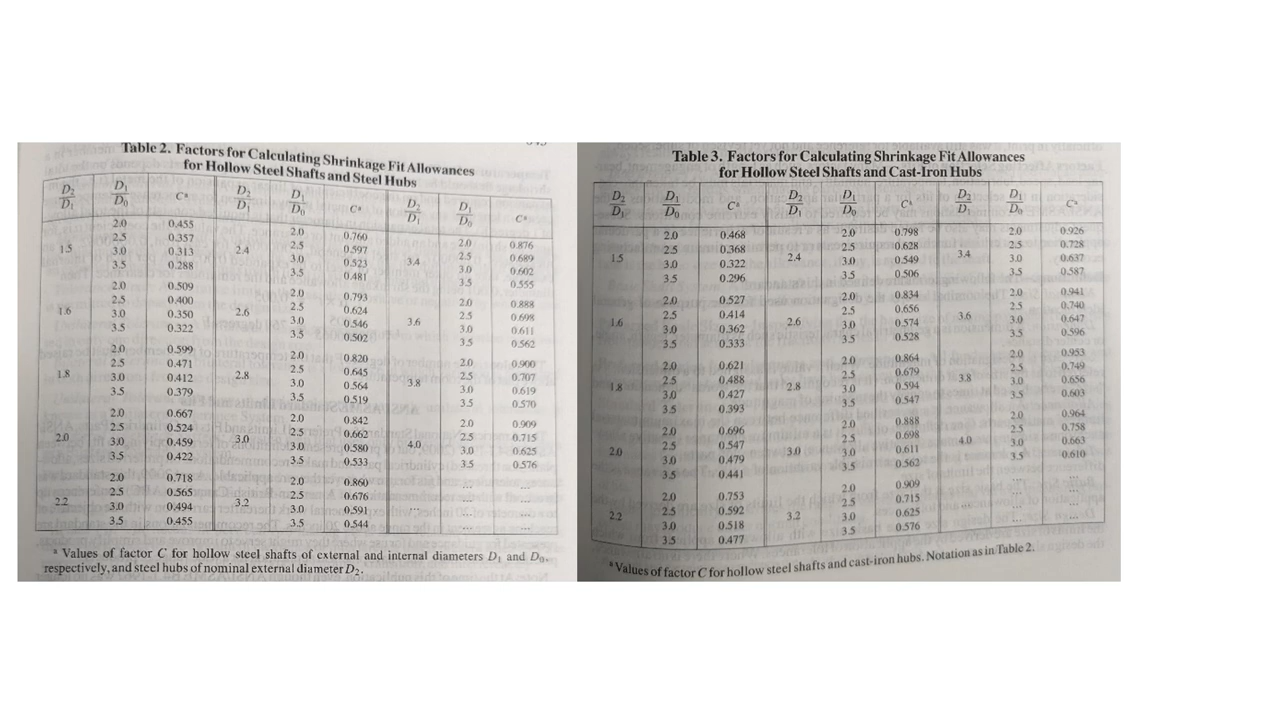 Table 2. Factors for Calculating Shrinkage Fit Allowances
for Hollow Steel Shafts and Steel Hubs
D2/D1 D1/D0 Cᵃ D2/D1 D1/D0 Cᵃ D2/D1 D1/D0 Cᵃ
1.5 2.0 0.455 2.4 2.0 0.760 3.4 2.0 0.876
2.5 0.357 2.5 0.597 2.5 0.689
3.0 0.313 3.0 0.523 3.0 0.602
3.5 0.288 3.5 0.481 3.5 0.555
1.6 2.0 0.509 2.6 2.0 0.793 3.6 2.0 0.888
2.5 0.400 2.5 0.624 2.5 0.698
3.0 0.350 3.0 0.546 3.0 0.611
3.5 0.322 3.5 0.502 3.5 0.562
1.8 2.0 0.599 2.8 2.0 0.820 3.8 2.0 0.900
2.5 0.471 2.5 0.645 2.5 0.707
3.0 0.412 3.0 0.564 3.0 0.619
3.5 0.379 3.5 0.519 3.5 0.570
2.0 2.0 0.667 3.0 2.0 0.842 4.0 2.0 0.909
2.5 0.524 2.5 0.662 2.5 0.715
3.0 0.459 3.0 0.580 3.0 0.625
3.5 0.422 3.5 0.533 3.5 0.576
2.2 2.0 0.718 3.2 2.0 0.860 ... ... ...
2.5 0.565 2.5 0.676 ... ...
3.0 0.494 3.0 0.591 ... ...
3.5 0.455 3.5 0.544 ... ...
ᵃ Values of factor C for hollow steel shafts of external and internal diameters D1 and D0,
respectively, and steel hubs of nominal external diameter D2.
Table 3. Factors for Calculating Shrinkage Fit Allowances
for Hollow Steel Shafts and Cast-Iron Hubs
D2/D1 D1/D0 Cᵃ D2/D1 D1/D0 Cᵃ D2/D1 D1/D0 Cᵃ
1.5 2.0 0.468 2.4 2.0 0.798 3.4 2.0 0.926
2.5 0.368 2.5 0.628 2.5 0.728
3.0 0.322 3.0 0.549 3.0 0.637
3.5 0.296 3.5 0.506 3.5 0.587
1.6 2.0 0.527 2.6 2.0 0.834 3.6 2.0 0.941
2.5 0.414 2.5 0.656 2.5 0.740
3.0 0.362 3.0 0.574 3.0 0.647
3.5 0.333 3.5 0.528 3.5 0.596
1.8 2.0 0.621 2.8 2.0 0.864 3.8 2.0 0.953
2.5 0.488 2.5 0.679 2.5 0.749
3.0 0.427 3.0 0.594 3.0 0.656
3.5 0.393 3.5 0.547 3.5 0.603
2.0 2.0 0.696 3.0 2.0 0.888 4.0 2.0 0.964
2.5 0.547 2.5 0.698 2.5 0.758
3.0 0.479 3.0 0.611 3.0 0.663
3.5 0.441 3.5 0.562 3.5 0.610
2.2 2.0 0.753 3.2 2.0 0.909 ... ... ...
2.5 0.592 2.5 0.715 ... ...
3.0 0.518 3.0 0.625 ... ...
3.5 0.477 3.5 0.576 ... ...
ᵃ Values of factor C for hollow steel shafts and cast-iron hubs. Notation as in Table 2.